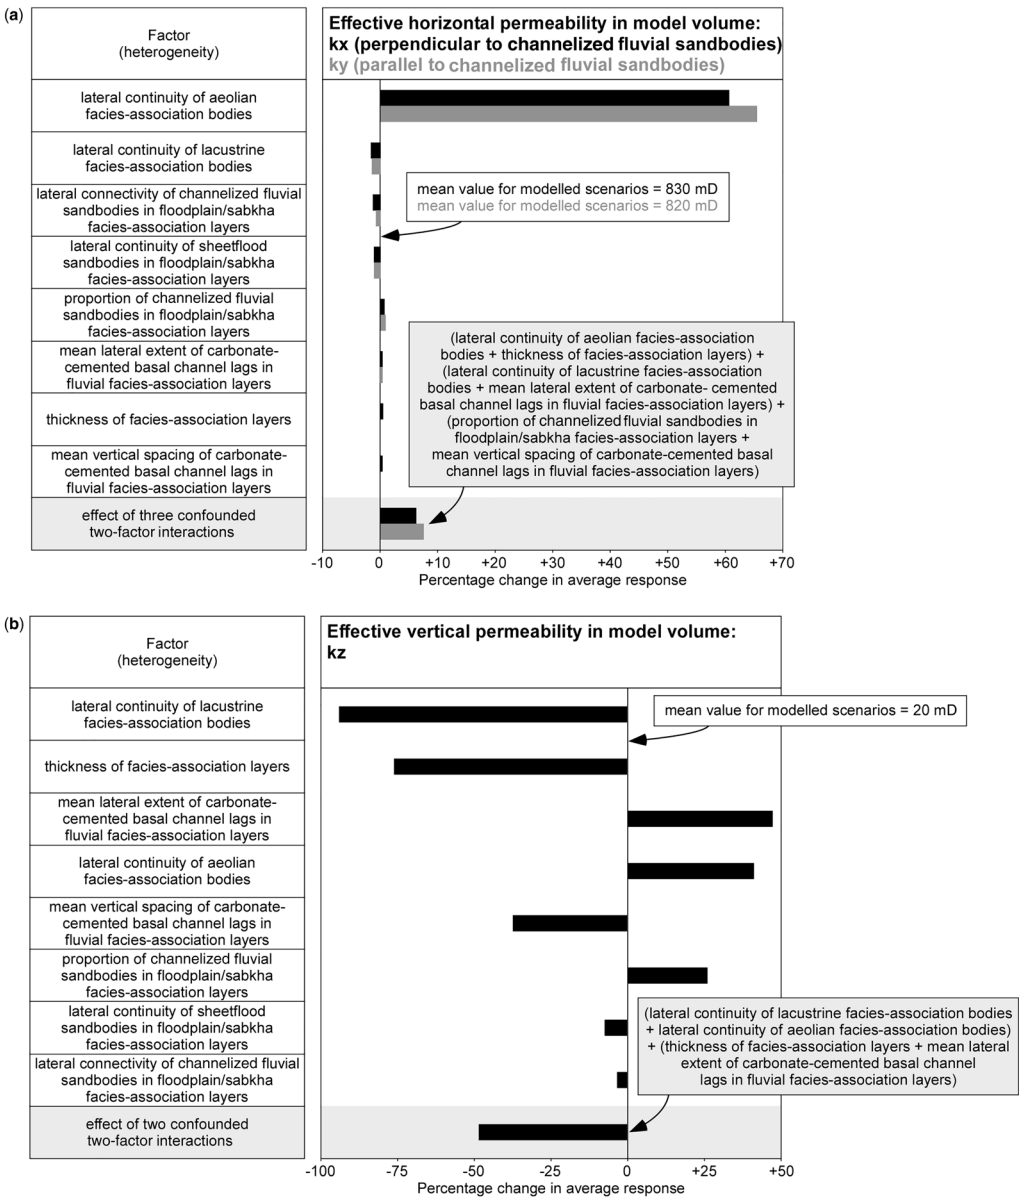 (a)
Factor
(heterogeneity)
Effective horizontal permeability in model volume:
kx (perpendicular to channelized fluvial sandbodies)
ky (parallel to channelized fluvial sandbodies)
lateral continuity of aeolian
facies-association bodies
lateral continuity of lacustrine
facies-association bodies
lateral connectivity of channelized fluvial
sandbodies in floodplain/sabkha
facies-association layers
lateral continuity of sheetflood
sandbodies in floodplain/sabkha
facies-association layers
proportion of channelized fluvial
sandbodies in floodplain/sabkha
facies-association layers
mean lateral extent of carbonate-
cemented basal channel lags in
fluvial facies-association layers
thickness of facies-association layers
mean vertical spacing of carbonate-
cemented basal channel lags in
fluvial facies-association layers
effect of three confounded
two-factor interactions
mean value for modelled scenarios = 830 mD
mean value for modelled scenarios = 820 mD
(lateral continuity of aeolian facies-association
bodies + thickness of facies-association layers) +
(lateral continuity of lacustrine facies-association
bodies + mean lateral extent of carbonate- cemented
basal channel lags in fluvial facies-association layers) +
(proportion of channelized fluvial sandbodies in
floodplain/sabkha facies-association layers +
mean vertical spacing of carbonate-cemented basal
channel lags in fluvial facies-association layers)
-10 0 +10 +20 +30 +40 +50 +60 +70
Percentage change in average response
(b)
Factor
(heterogeneity)
Effective vertical permeability in model volume:
kz
lateral continuity of lacustrine
facies-association bodies
thickness of facies-association layers
mean lateral extent of carbonate-
cemented basal channel lags in
fluvial facies-association layers
lateral continuity of aeolian
facies-association bodies
mean vertical spacing of carbonate-
cemented basal channel lags in
fluvial facies-association layers
proportion of channelized fluvial
sandbodies in floodplain/sabkha
facies-association layers
lateral continuity of sheetflood
sandbodies in floodplain/sabkha
facies-association layers
lateral connectivity of channelized fluvial
sandbodies in floodplain/sabkha
facies-association layers
effect of two confounded
two-factor interactions
mean value for modelled scenarios = 20 mD
(lateral continuity of lacustrine facies-association bodies
+ lateral continuity of aeolian facies-association bodies)
+ (thickness of facies-association layers + mean lateral
extent of carbonate-cemented basal channel
lags in fluvial facies-association layers)
-100 -75 -50 -25 0 +25 +50
Percentage change in average response